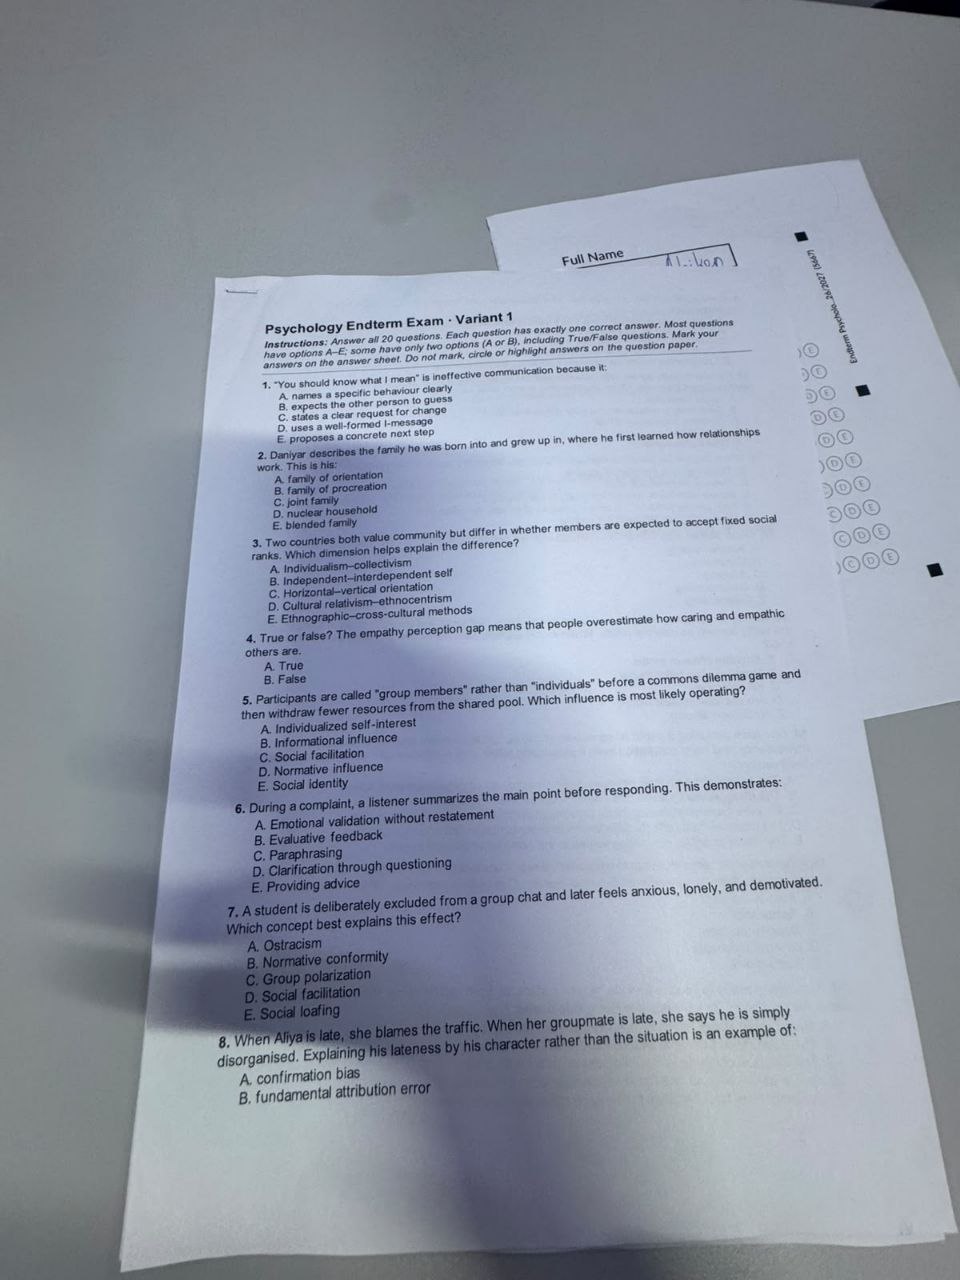 Full Name
Psychology Endterm Exam · Variant 1
Instructions: Answer all 20 questions. Each question has exactly one correct answer. Most questions
have options A–E; some have only two options (A or B), including True/False questions. Mark your
answers on the answer sheet. Do not mark, circle or highlight answers on the question paper.
1. "You should know what I mean" is ineffective communication because it:
A. names a specific behaviour clearly
B. expects the other person to guess
C. states a clear request for change
D. uses a well-formed I-message
E. proposes a concrete next step
2. Daniyar describes the family he was born into and grew up in, where he first learned how relationships
work. This is his:
A. family of orientation
B. family of procreation
C. joint family
D. nuclear household
E. blended family
3. Two countries both value community but differ in whether members are expected to accept fixed social
ranks. Which dimension helps explain the difference?
A. Individualism–collectivism
B. Independent–interdependent self
C. Horizontal–vertical orientation
D. Cultural relativism–ethnocentrism
E. Ethnographic–cross-cultural methods
4. True or false? The empathy perception gap means that people overestimate how caring and empathic
others are.
A. True
B. False
5. Participants are called "group members" rather than "individuals" before a commons dilemma game and
then withdraw fewer resources from the shared pool. Which influence is most likely operating?
A. Individualized self-interest
B. Informational influence
C. Social facilitation
D. Normative influence
E. Social identity
6. During a complaint, a listener summarizes the main point before responding. This demonstrates:
A. Emotional validation without restatement
B. Evaluative feedback
C. Paraphrasing
D. Clarification through questioning
E. Providing advice
7. A student is deliberately excluded from a group chat and later feels anxious, lonely, and demotivated.
Which concept best explains this effect?
A. Ostracism
B. Normative conformity
C. Group polarization
D. Social facilitation
E. Social loafing
8. When Aliya is late, she blames the traffic. When her groupmate is late, she says he is simply
disorganised. Explaining his lateness by his character rather than the situation is an example of:
A. confirmation bias
B. fundamental attribution error
Endterm Psycholo
E
E
D E
D E
D E
D E
D E
C D E
C D E
C D E